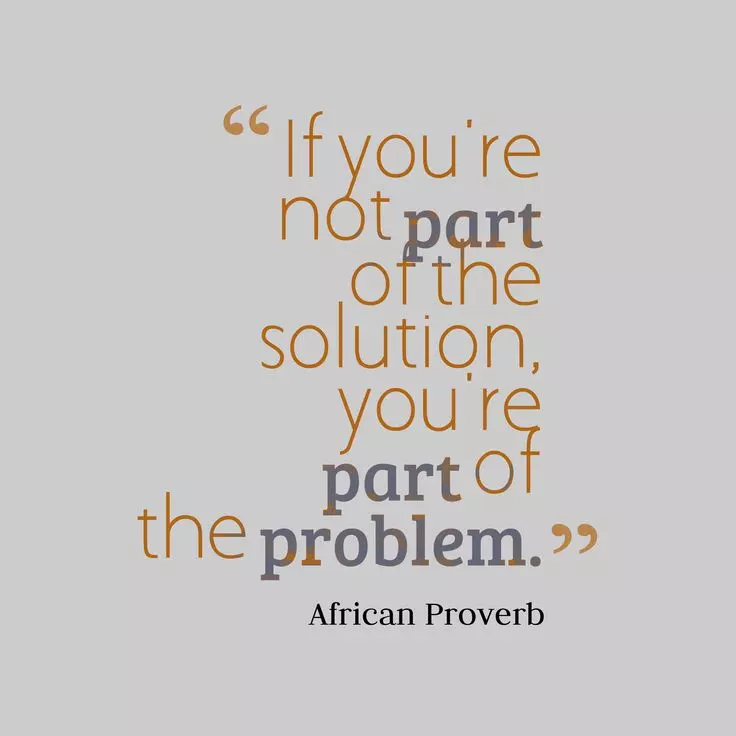 “If you're
not part
of the
solution,
you're
part of
the problem.”
African Proverb